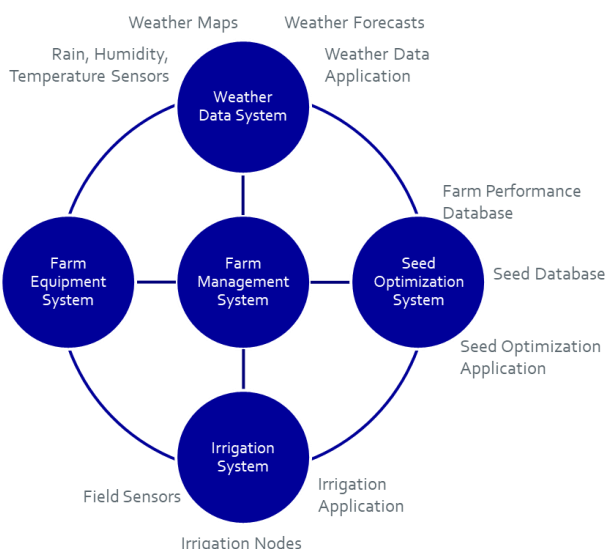 Weather Maps
Weather Forecasts
Rain, Humidity,
Temperature Sensors
Weather Data
Application
Weather
Data System
Farm Performance
Database
Farm
Equipment
System
Farm
Management
System
Seed
Optimization
System
Seed Database
Seed Optimization
Application
Irrigation
System
Field Sensors
Irrigation
Application
Irrigation Nodes